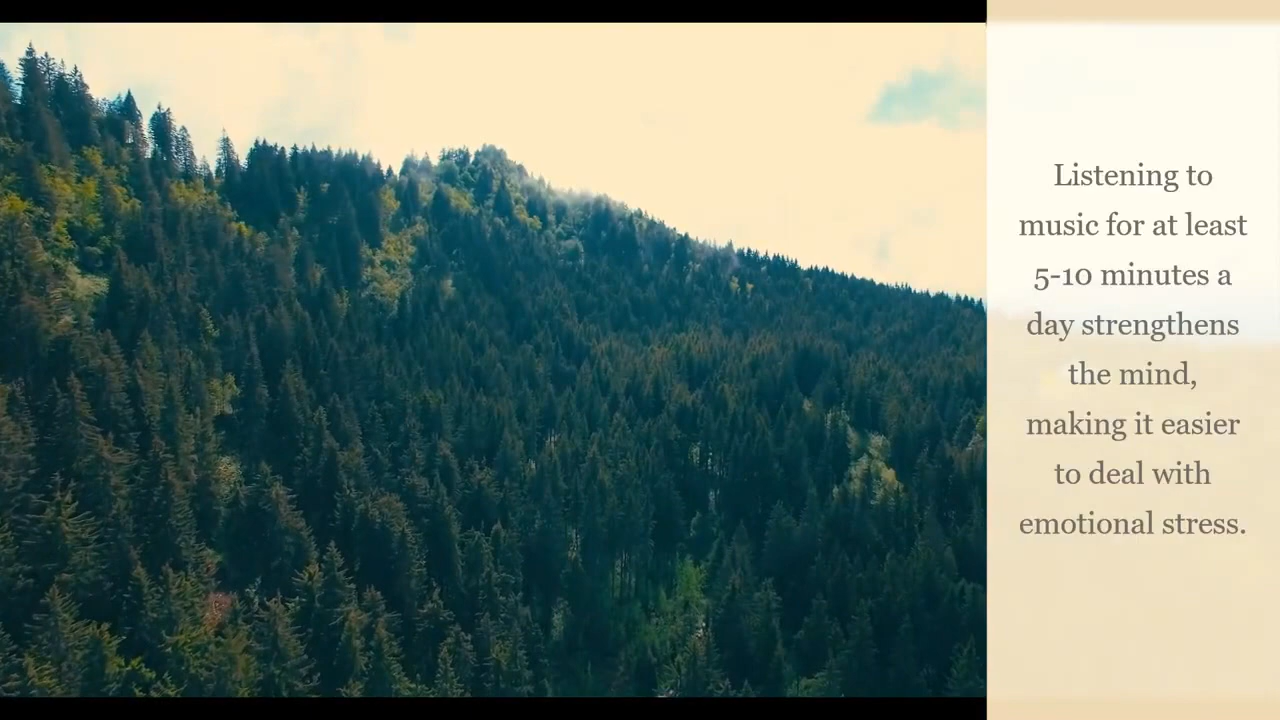 Listening to
music for at least
5-10 minutes a
day strengthens
the mind,
making it easier
to deal with
emotional stress.